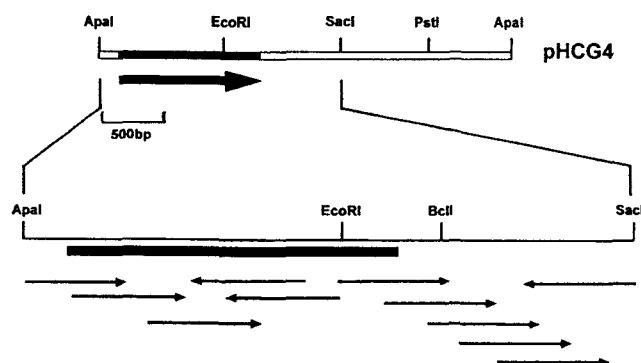 ApaI EcoRI SacI PstI ApaI
pHCG4
500bp
ApaI EcoRI BclI SacI